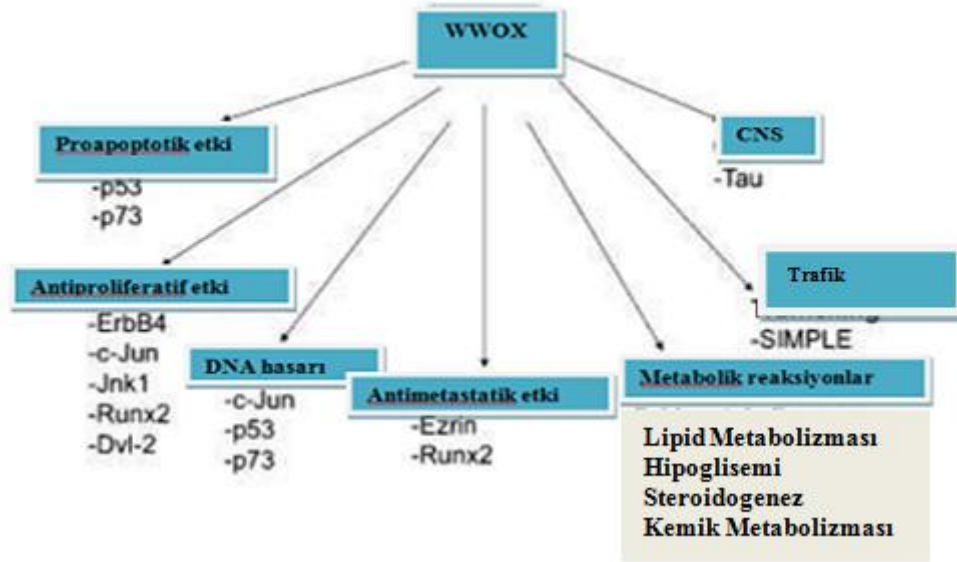 WWOX
Proapoptotik etki
-p53
-p73
CNS
-Tau
Antiproliferatif etki
-ErbB4
-c-Jun
-Jnk1
-Runx2
-Dvl-2
DNA hasarı
-c-Jun
-p53
-p73
Antimetastatik etki
-Ezrin
-Runx2
Metabolik reaksiyonlar
Lipid Metabolizması
Hipoglisemi
Steroidogenez
Kemik Metabolizması
Trafik
-SIMPLE